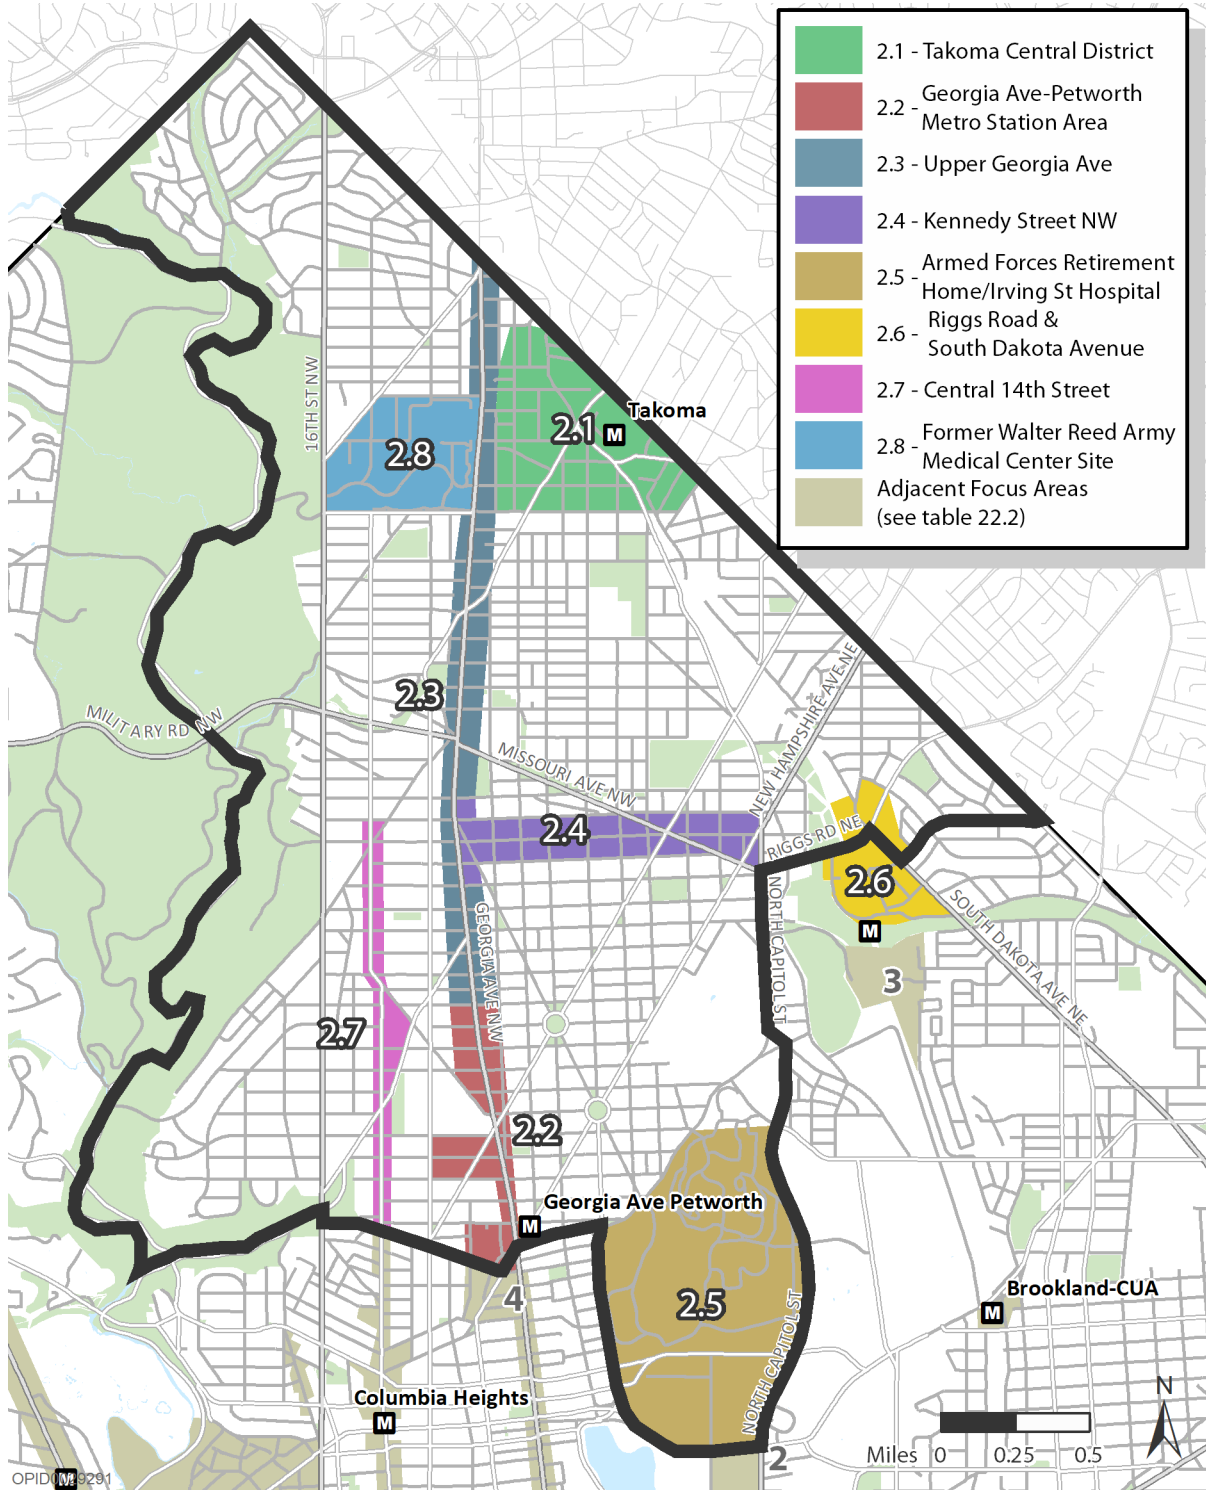 2.1 - Takoma Central District
2.2 - Georgia Ave-Petworth
Metro Station Area
2.3 - Upper Georgia Ave
2.4 - Kennedy Street NW
2.5 - Armed Forces Retirement
Home/Irving St Hospital
2.6 - Riggs Road &
South Dakota Avenue
2.7 - Central 14th Street
2.8 - Former Walter Reed Army
Medical Center Site
Adjacent Focus Areas
(see table 22.2)
16TH ST NW
Takoma
M
2.1
2.8
2.3
MILITARY RD NW
MISSOURI AVE NW
NEW HAMPSHIRE AVE NE
2.4
RIGGS RD NE
2.6
M
GEORGIA AVE NW
NORTH CAPITOL ST
SOUTH DAKOTA AVE NE
3
2.7
2.2
Georgia Ave Petworth
M
2.5
4
NORTH CAPITOL ST
Brookland-CUA
M
Columbia Heights
M
2
N
Miles 0 0.25 0.5
M